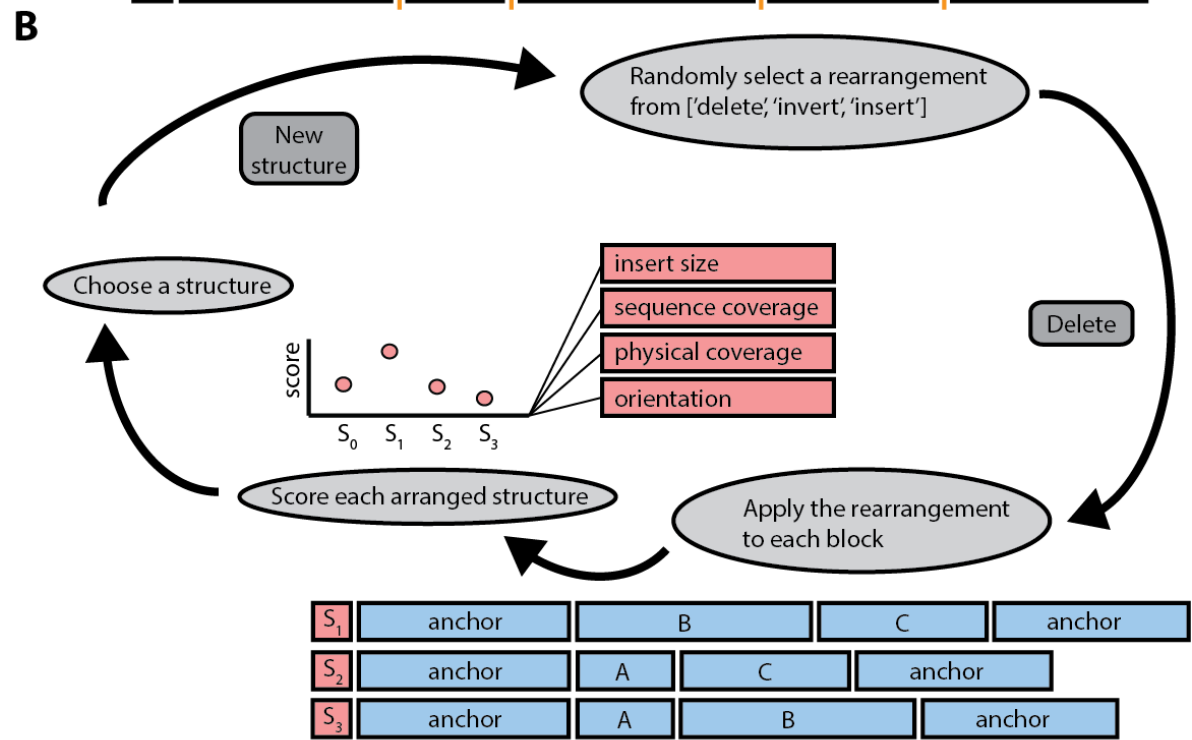 B
Randomly select a rearrangement
from ['delete', 'invert', 'insert']
New
structure
Choose a structure
insert size
sequence coverage
physical coverage
orientation
Delete
score
S0 S1 S2 S3
Score each arranged structure
Apply the rearrangement
to each block
S1 anchor B C anchor
S2 anchor A C anchor
S3 anchor A B anchor